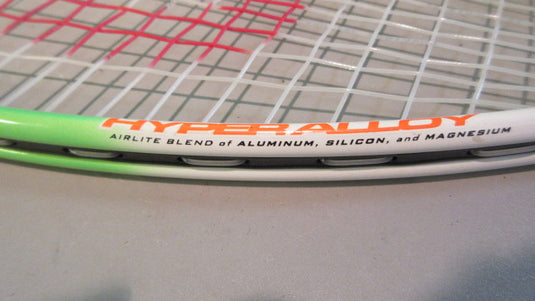 HYPERALLOY
AIRLITE BLEND of ALUMINUM, SILICON, and MAGNESIUM